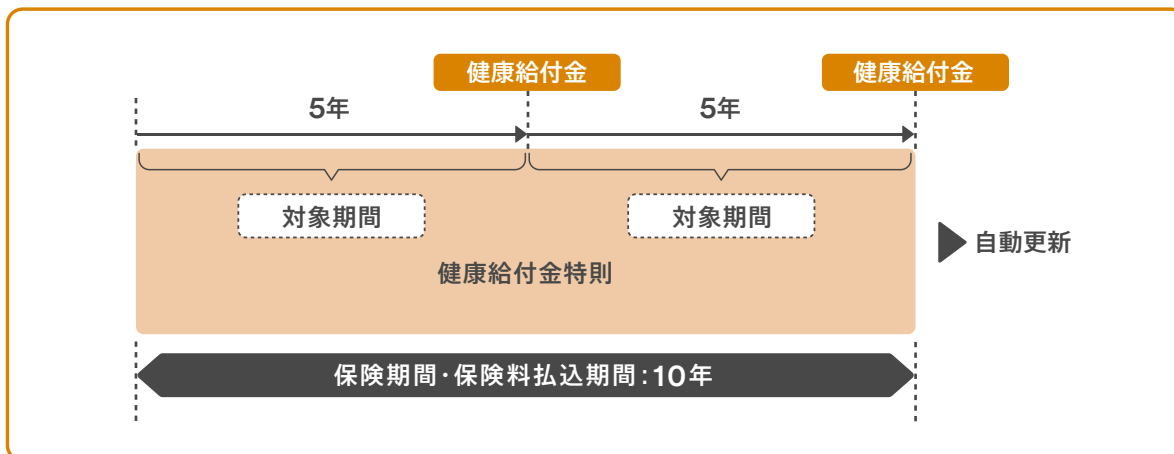 健康給付金 健康給付金
5年 5年
対象期間 対象期間
自動更新
健康給付金特則
保険期間・保険料払込期間:10年